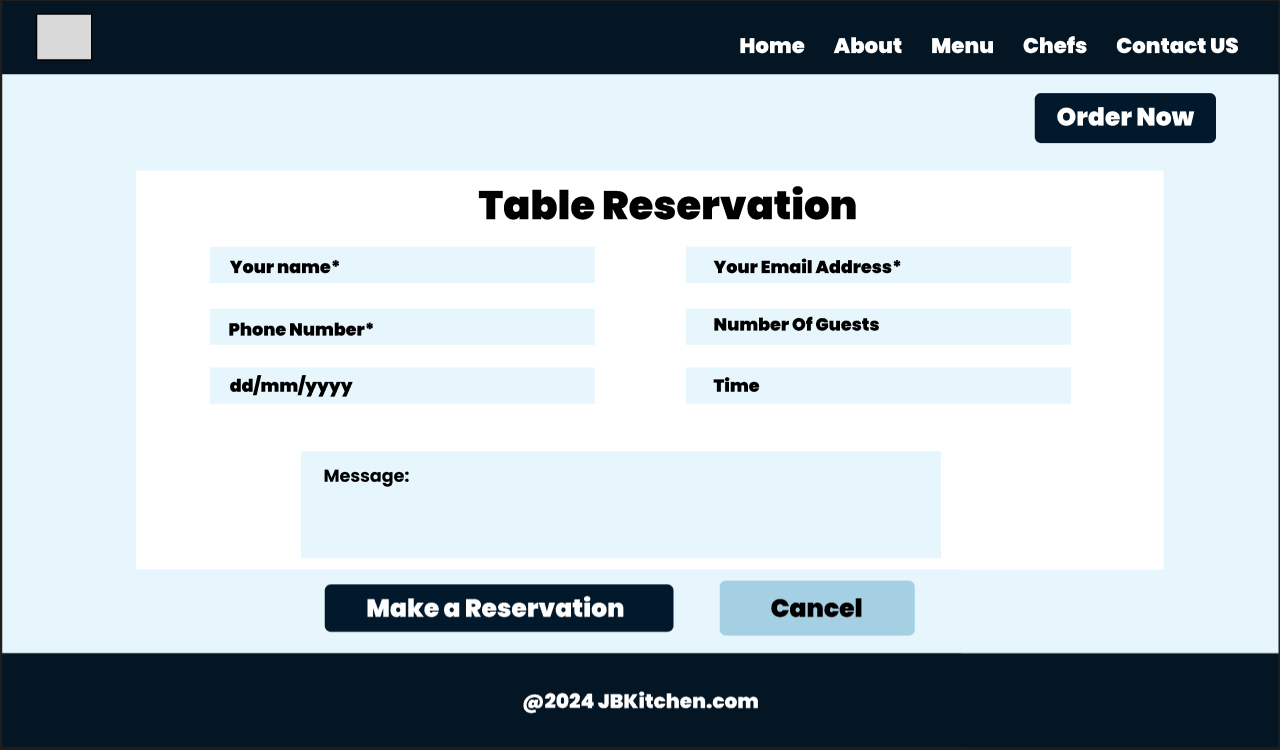 Home About Menu Chefs Contact US
Order Now
Table Reservation
Your name* Your Email Address*
Phone Number* Number Of Guests
dd/mm/yyyy Time
Message:
Make a Reservation Cancel
@2024 JBKitchen.com